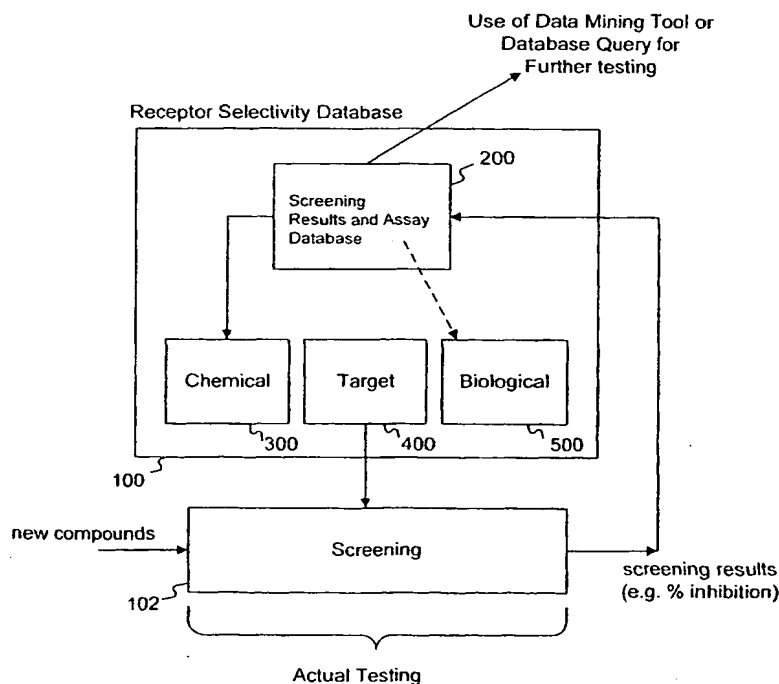 Use of Data Mining Tool or
Database Query for
Further testing
Receptor Selectivity Database
200
Screening
Results and Assay
Database
Chemical
Target
Biological
300
400
500
100
new compounds
Screening
102
screening results
(e.g. % inhibition)
Actual Testing